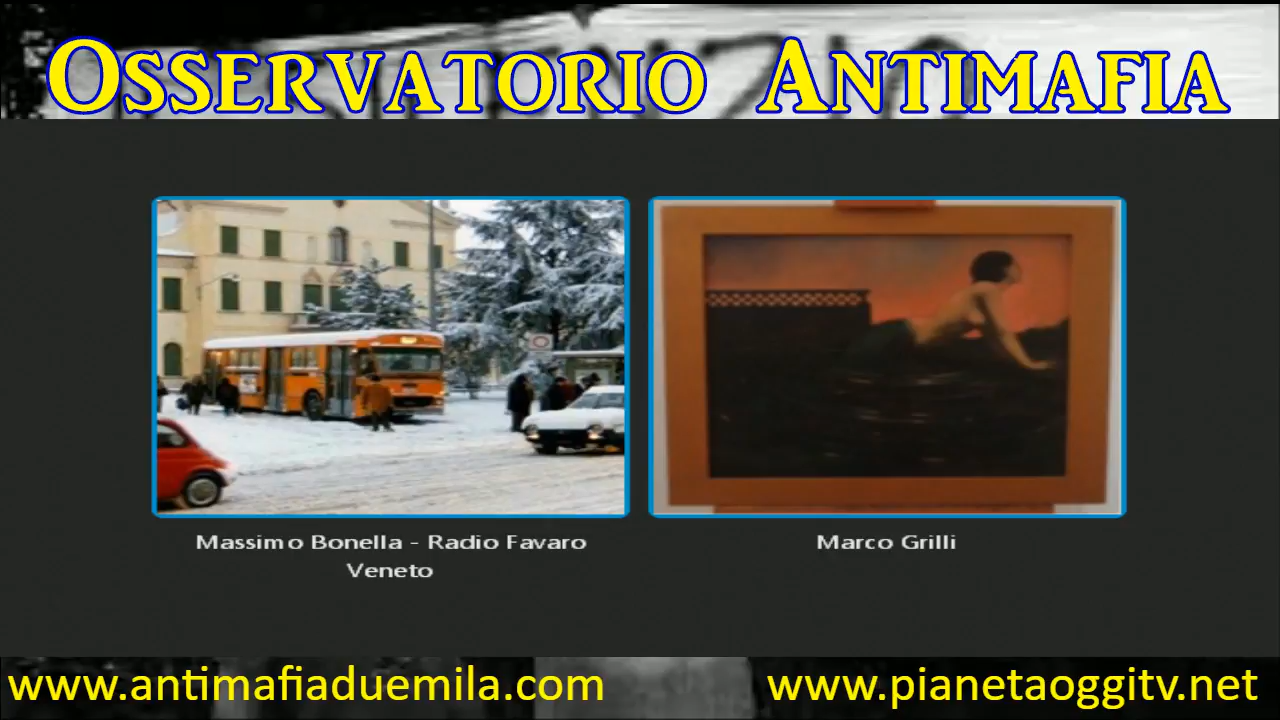 OSSERVATORIO ANTIMAFIA
Massimo Bonella - Radio Favaro
Veneto
Marco Grilli
www.antimafiaduemila.com
www.pianetaoggitv.net